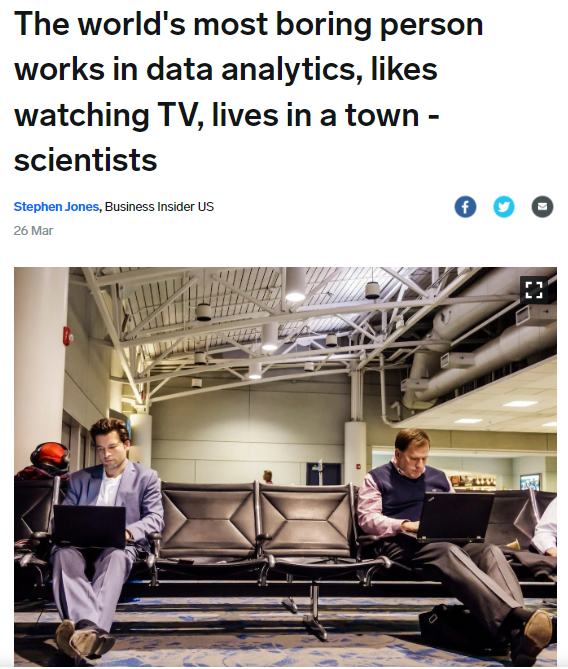 The world's most boring person
works in data analytics, likes
watching TV, lives in a town -
scientists
Stephen Jones, Business Insider US
26 Mar